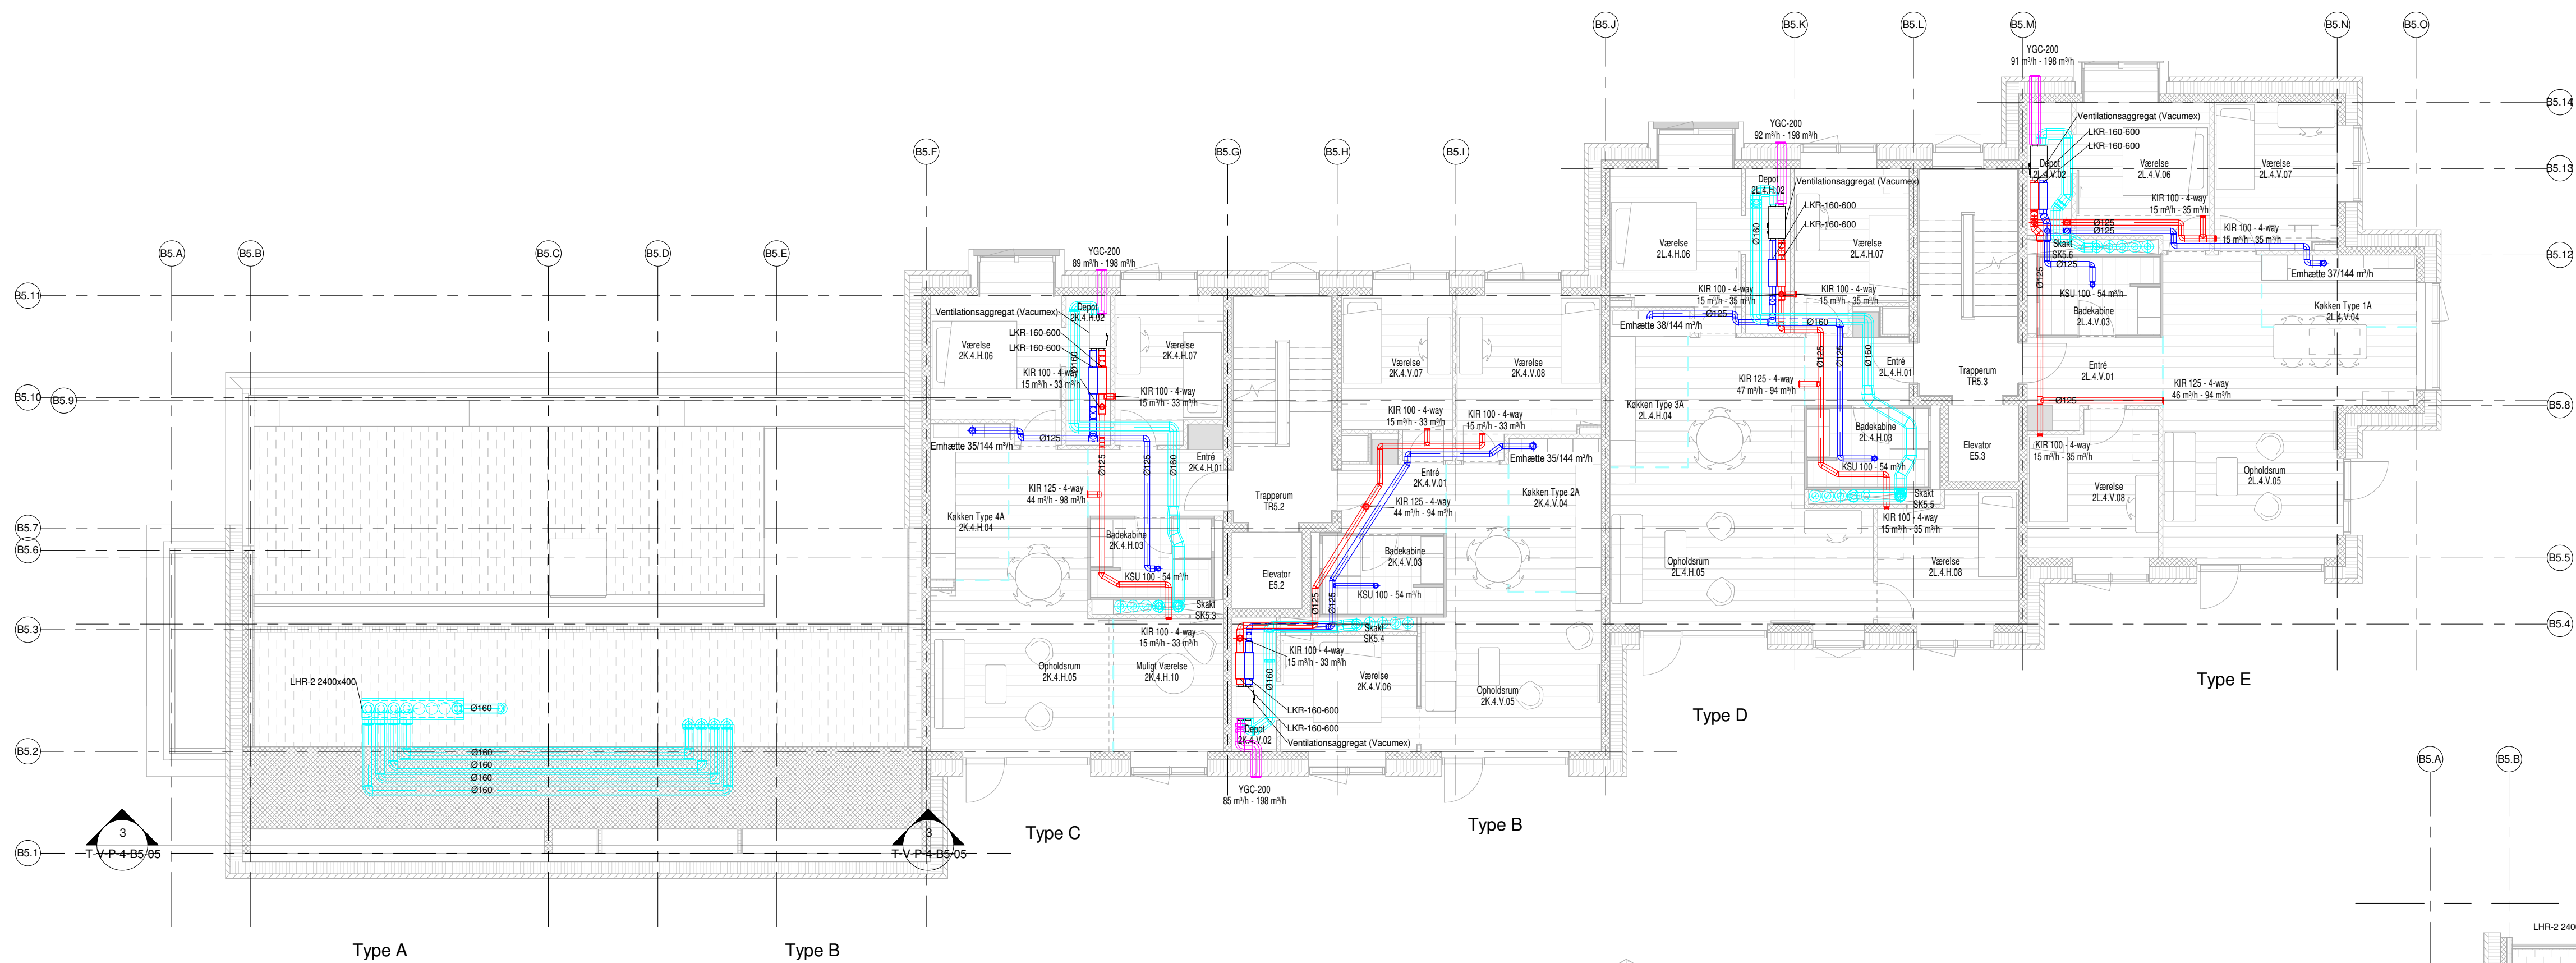 B5.J
B5.K
B5.L
B5.M
B5.N
B5.O
YGC-200
91 m³/h - 198 m³/h
B5.14
Ventilationsaggregat (Vacumex)
LKR-160-600
LKR-160-600
YGC-200
92 m³/h - 198 m³/h
B5.F
B5.G
B5.H
B5.I
Depot
2L.4.V.02
Værelse
2L.4.V.06
Værelse
2L.4.V.07
B5.13
Depot
2L.4.H.02
Ventilationsaggregat (Vacumex)
LKR-160-600
LKR-160-600
KIR 100 - 4-way
15 m³/h - 35 m³/h
Ø125
Ø125
KIR 100 - 4-way
15 m³/h - 35 m³/h
Ø160
Værelse
2L.4.H.06
Værelse
2L.4.H.07
Skakt
SK5.6
B5.A
B5.B
B5.C
B5.D
B5.E
YGC-200
89 m³/h - 198 m³/h
B5.12
Ø125
Ø125
Emhætte 37/144 m³/h
KSU 100 - 54 m³/h
B5.11
KIR 100 - 4-way
15 m³/h - 35 m³/h
KIR 100 - 4-way
15 m³/h - 35 m³/h
Depot
2K.4.H.02
Ventilationsaggregat (Vacumex)
Køkken Type 1A
2L.4.V.04
Badekabine
2L.4.V.03
Ø125
Ø160
Emhætte 38/144 m³/h
LKR-160-600
LKR-160-600
Værelse
2K.4.H.06
Værelse
2K.4.H.07
Ø160
Værelse
2K.4.V.07
Værelse
2K.4.V.08
Ø125
Ø125
Ø160
Entré
2L.4.H.01
Trapperum
TR5.3
Entré
2L.4.V.01
KIR 100 - 4-way
15 m³/h - 33 m³/h
KIR 125 - 4-way
47 m³/h - 94 m³/h
KIR 125 - 4-way
46 m³/h - 94 m³/h
B5.10
B5.9
KIR 100 - 4-way
15 m³/h - 33 m³/h
Køkken Type 3A
2L.4.H.04
Ø125
B5.8
KIR 100 - 4-way
15 m³/h - 33 m³/h
KIR 100 - 4-way
15 m³/h - 33 m³/h
Badekabine
2L.4.H.03
Elevator
E5.3
KIR 100 - 4-way
15 m³/h - 35 m³/h
Emhætte 35/144 m³/h
Ø125
Ø125
Ø125
Ø160
Entré
2K.4.H.01
Emhætte 35/144 m³/h
KSU 100 - 54 m³/h
Opholdsrum
2L.4.V.05
Entré
2K.4.V.01
KIR 125 - 4-way
44 m³/h - 98 m³/h
Trapperum
TR5.2
KIR 125 - 4-way
44 m³/h - 94 m³/h
Køkken Type 2A
2K.4.V.04
Skakt
SK5.5
Værelse
2L.4.V.08
Køkken Type 4A
2K.4.H.04
KIR 100 - 4-way
15 m³/h - 35 m³/h
B5.7
Badekabine
2K.4.H.03
B5.6
Badekabine
2K.4.V.03
Opholdsrum
2L.4.H.05
Værelse
2L.4.H.08
B5.5
KSU 100 - 54 m³/h
Elevator
E5.2
KSU 100 - 54 m³/h
Ø125
Ø125
Skakt
SK5.3
B5.3
B5.4
KIR 100 - 4-way
15 m³/h - 33 m³/h
Skakt
SK5.4
KIR 100 - 4-way
15 m³/h - 33 m³/h
Opholdsrum
2K.4.H.05
Muligt Værelse
2K.4.H.10
Ø160
Værelse
2K.4.V.06
Opholdsrum
2K.4.V.05
LHR-2 2400x400
Ø160
Type E
LKR-160-600
LKR-160-600
Type D
Depot
2K.4.V.02
Ventilationsaggregat (Vacumex)
B5.2
Ø160
Ø160
Ø160
Ø160
B5.A
B5.B
YGC-200
85 m³/h - 198 m³/h
Type C
Type B
3
T-V-P-4-B5-05
3
T-V-P-4-B5-05
B5.1
LHR-2 240
Type A
Type B